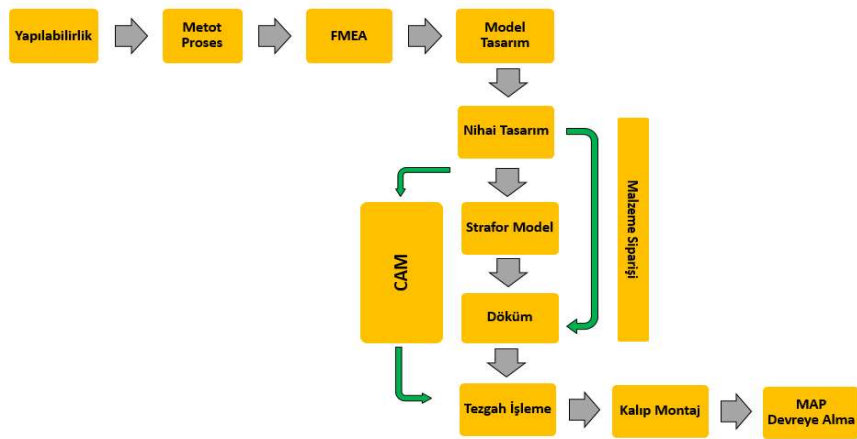 Yapılabilirlik
Metot
Proses
FMEA
Model
Tasarım
Nihai Tasarım
Malzeme Siparişi
CAM
Strafor Model
Döküm
Tezgah İşleme
Kalıp Montaj
MAP
Devreye Alma